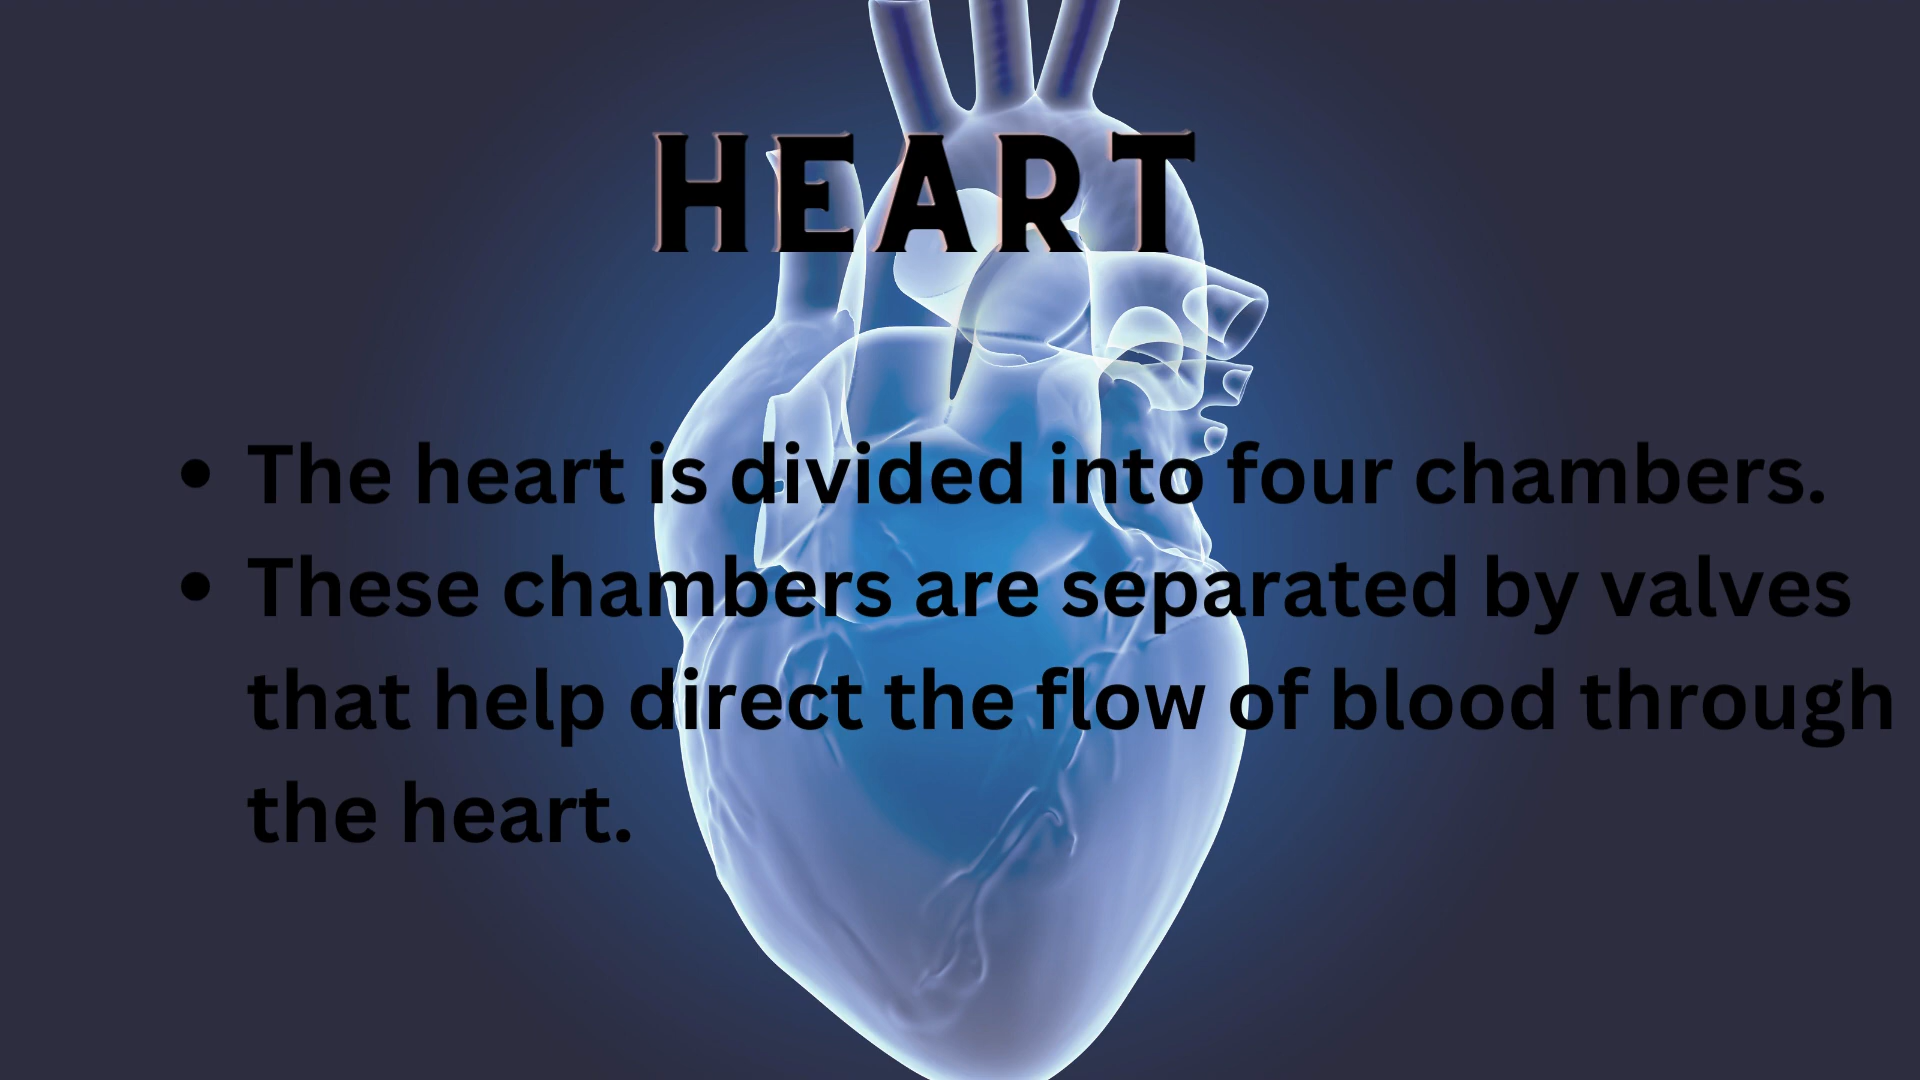 HEART
• The heart is divided into four chambers.
• These chambers are separated by valves
that help direct the flow of blood through
the heart.